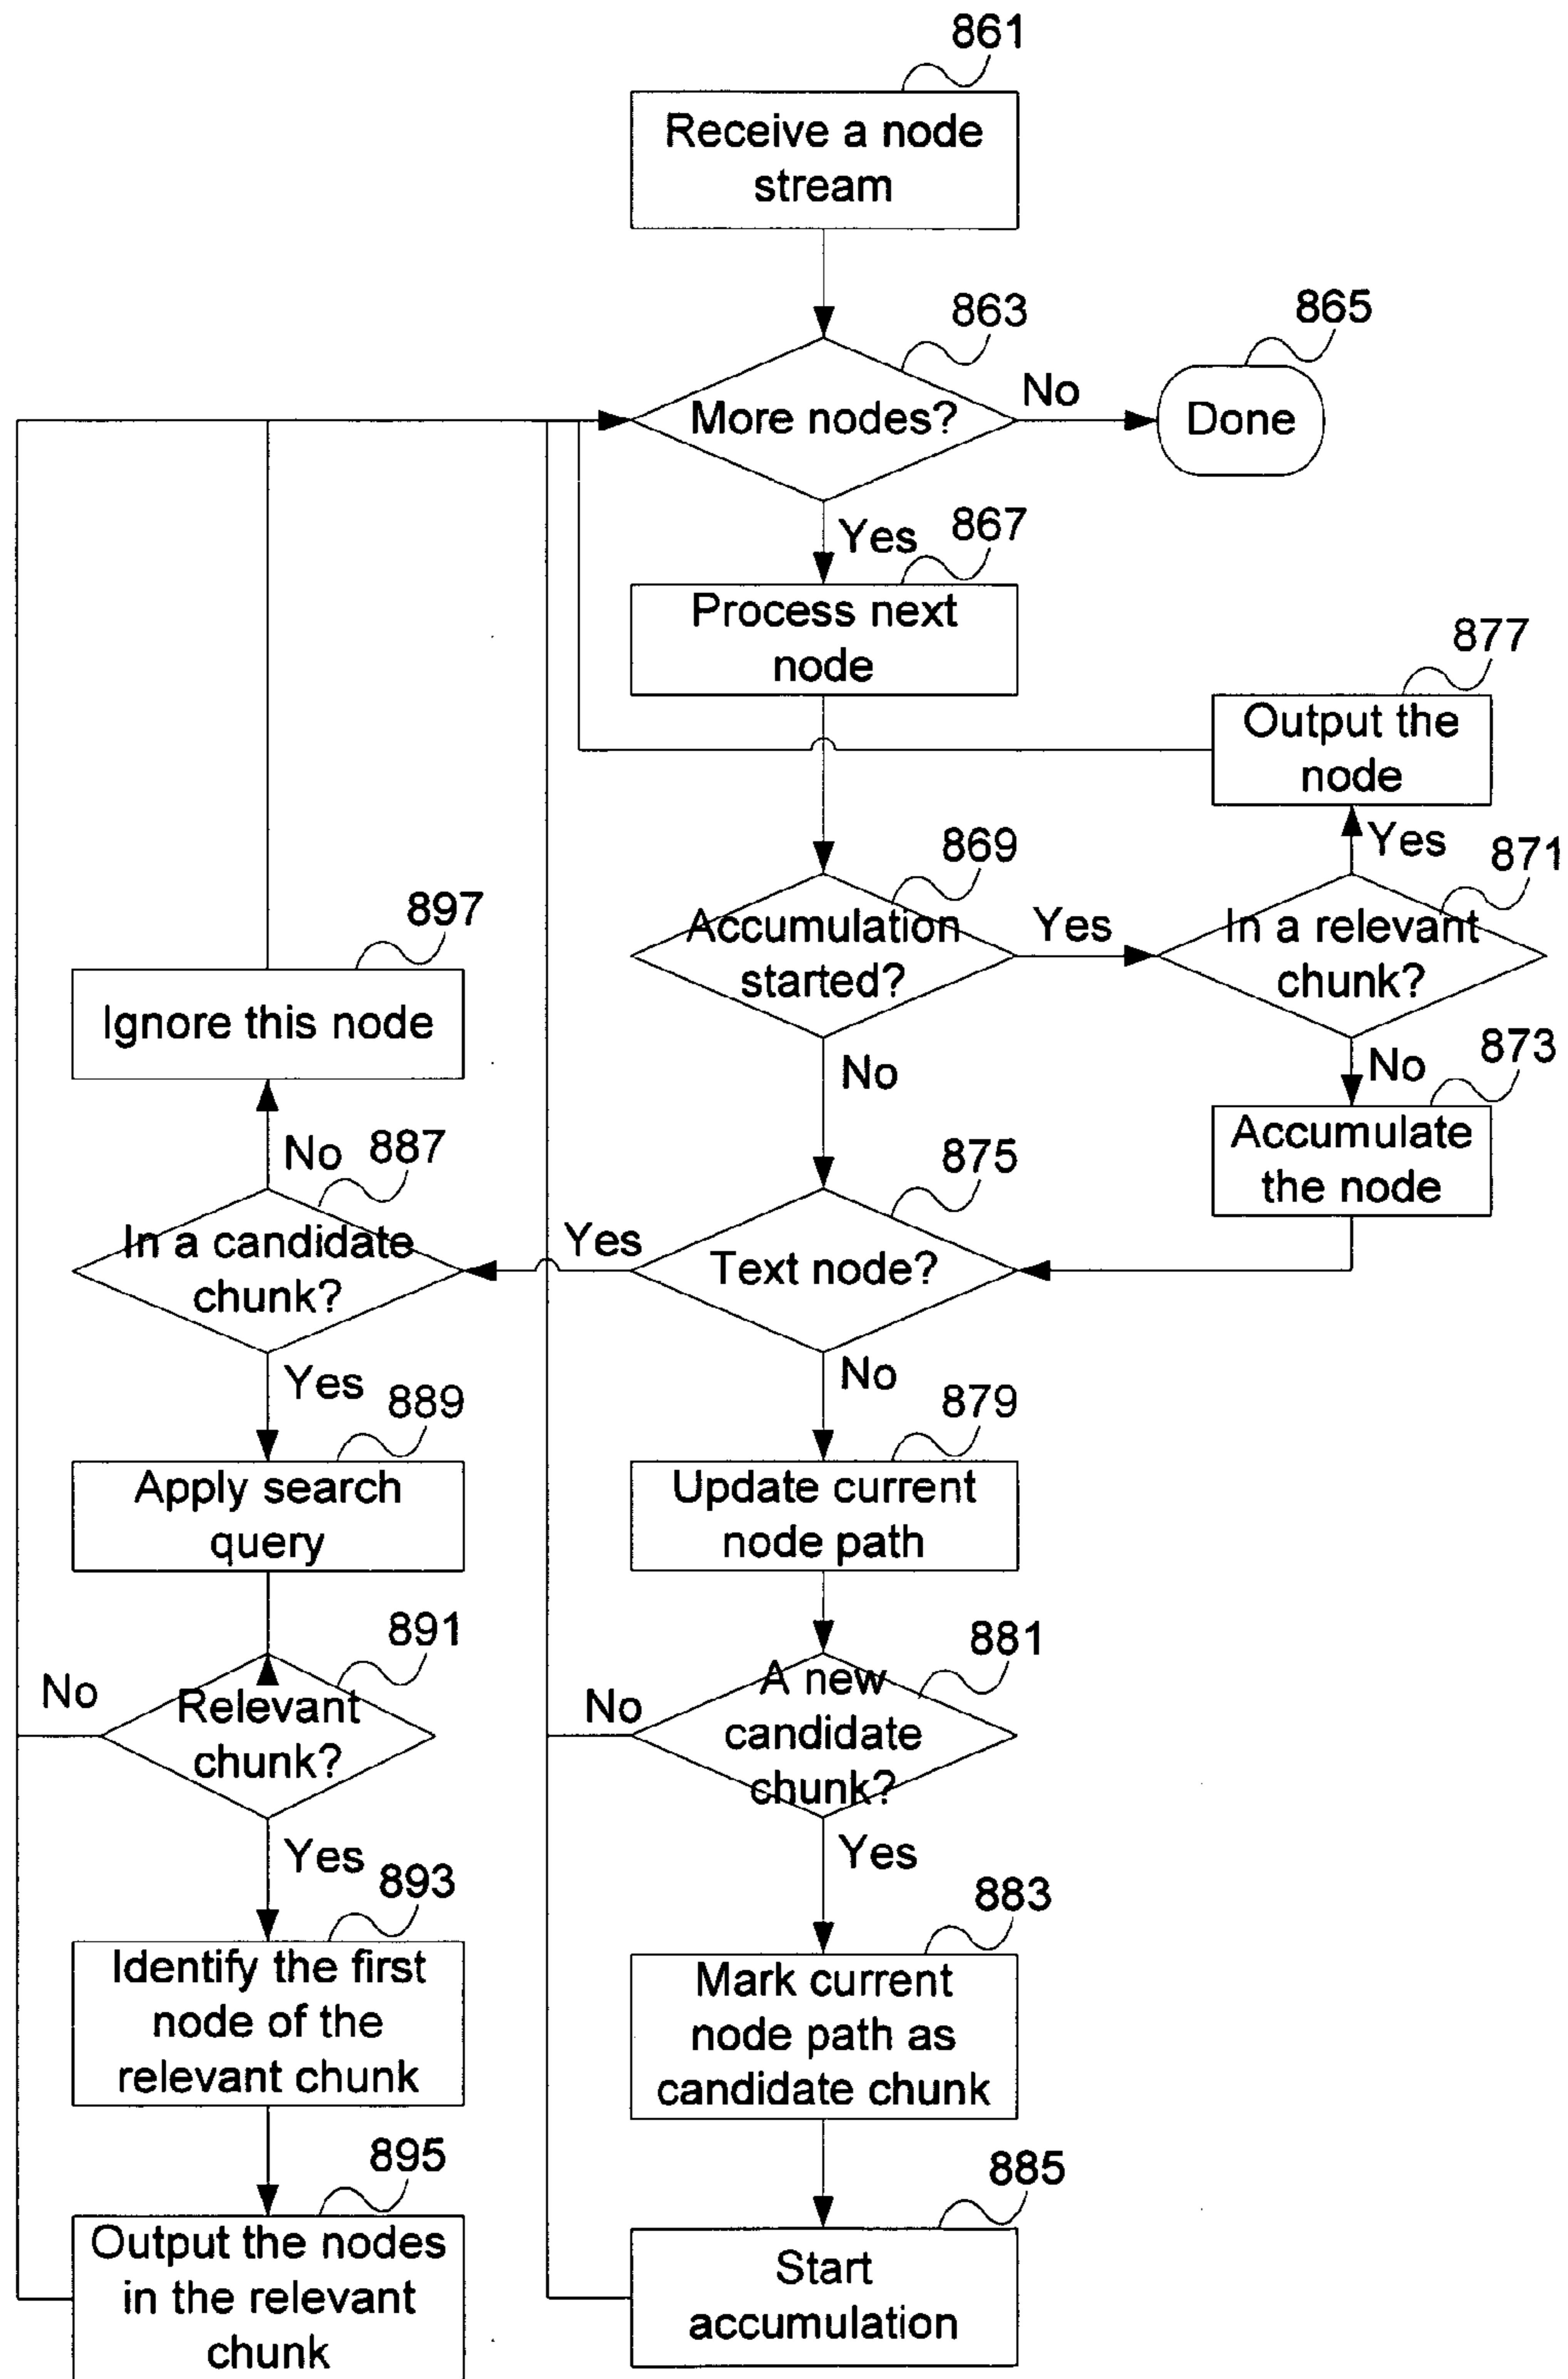 861
Receive a node
stream
863
865
More nodes?
No
Done
Yes
867
Process next
node
877
Output the
node
Yes
869
871
Accumulation
started?
Yes
In a relevant
chunk?
897
Ignore this node
No
No
873
Accumulate
the node
No
887
875
In a candidate
chunk?
Yes
Text node?
Yes
889
No
879
Apply search
query
Update current
node path
891
881
No
Relevant
chunk?
No
A new
candidate
chunk?
Yes
893
Yes
883
Identify the first
node of the
relevant chunk
Mark current
node path as
candidate chunk
895
885
Output the nodes
in the relevant
chunk
Start
accumulation